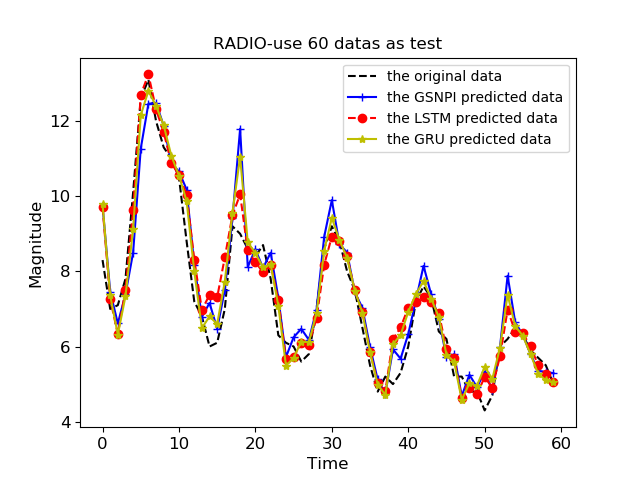 RADIO-use 60 datas as test
the original data
the GSNPI predicted data
the LSTM predicted data
the GRU predicted data
12
10
8
6
4
Magnitude
0 10 20 30 40 50 60
Time